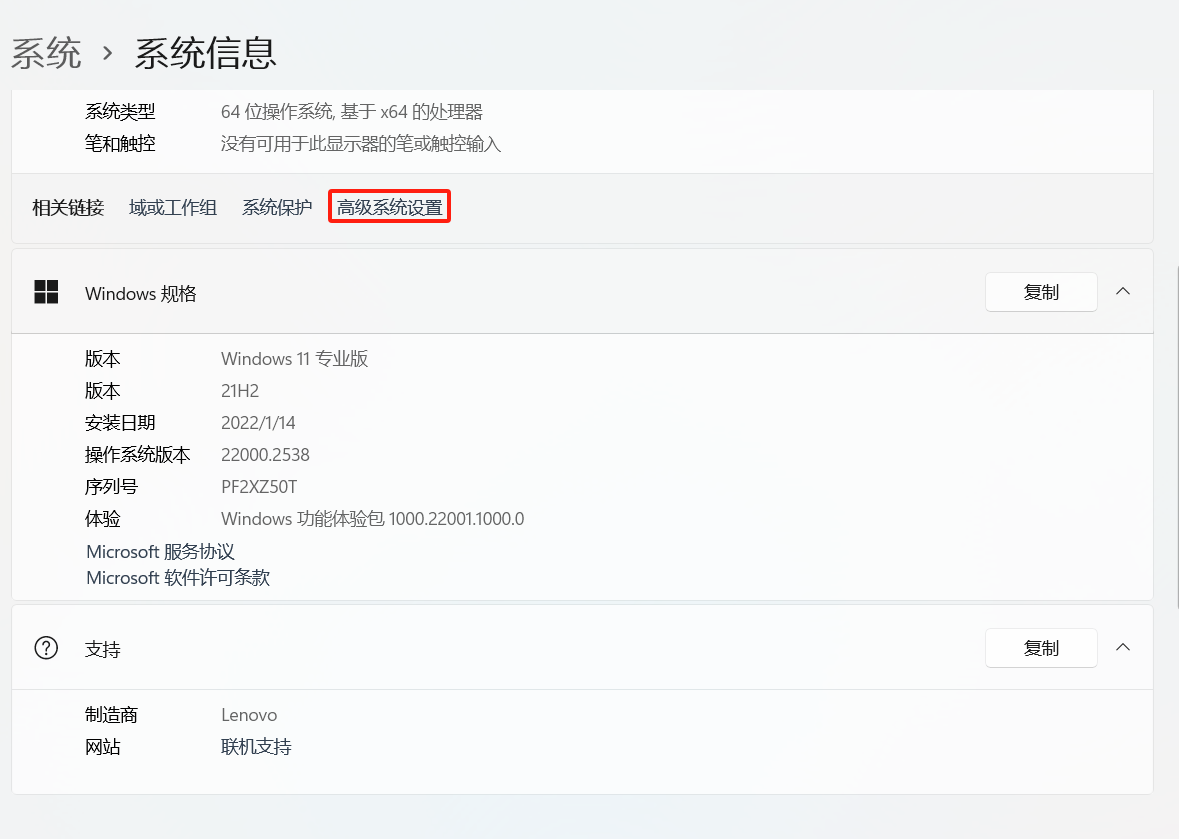 系统 › 系统信息
系统类型 64 位操作系统, 基于 x64 的处理器
笔和触控 没有可用于此显示器的笔或触控输入
相关链接 域或工作组 系统保护 高级系统设置
Windows 规格 复制
版本 Windows 11 专业版
版本 21H2
安装日期 2022/1/14
操作系统版本 22000.2538
序列号 PF2XZ50T
体验 Windows 功能体验包 1000.22001.1000.0
Microsoft 服务协议
Microsoft 软件许可条款
支持 复制
制造商 Lenovo
网站 联机支持